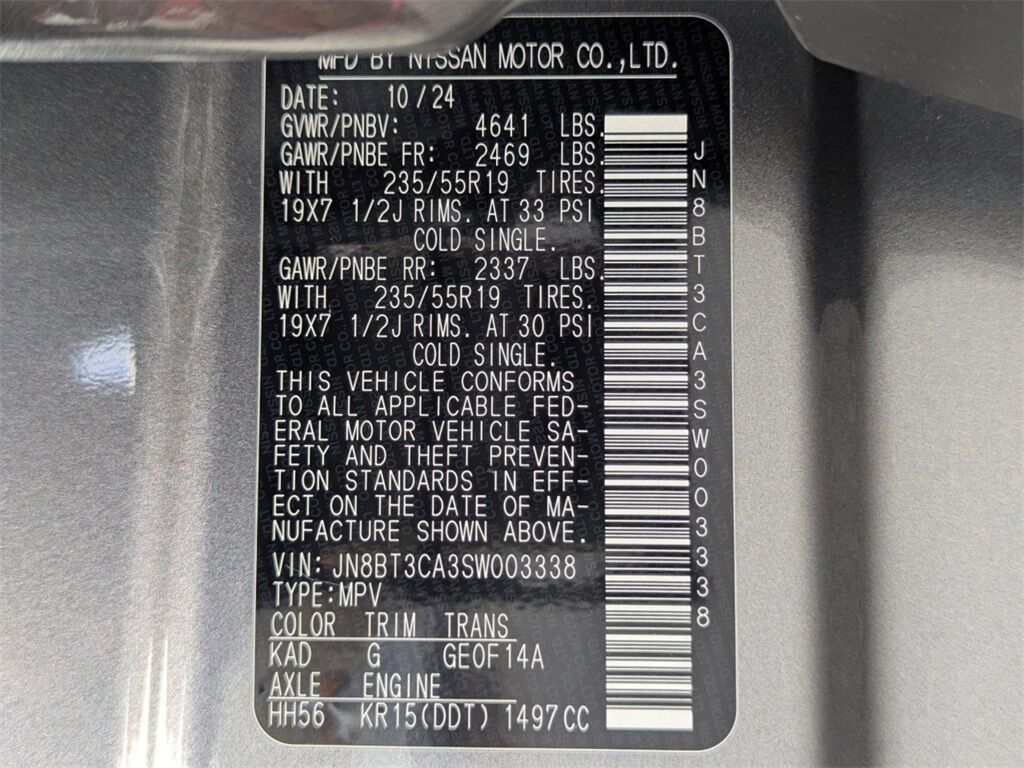 MFD BY NISSAN MOTOR CO.,LTD.
DATE: 10/24
GVWR/PNBV: 4641 LBS.
GAWR/PNBE FR: 2469 LBS.
WITH 235/55R19 TIRES.
19X7 1/2J RIMS. AT 33 PSI
COLD SINGLE.
GAWR/PNBE RR: 2337 LBS.
WITH 235/55R19 TIRES.
19X7 1/2J RIMS. AT 30 PSI
COLD SINGLE.
THIS VEHICLE CONFORMS
TO ALL APPLICABLE FED-
ERAL MOTOR VEHICLE SA-
FETY AND THEFT PREVEN-
TION STANDARDS IN EFF-
ECT ON THE DATE OF MA-
NUFACTURE SHOWN ABOVE.
VIN: JN8BT3CA3SW003338
TYPE:MPV
COLOR TRIM TRANS
KAD G GE0F14A
AXLE ENGINE
HH56 KR15(DDT) 1497CC
JN8BT3CA3SW003338